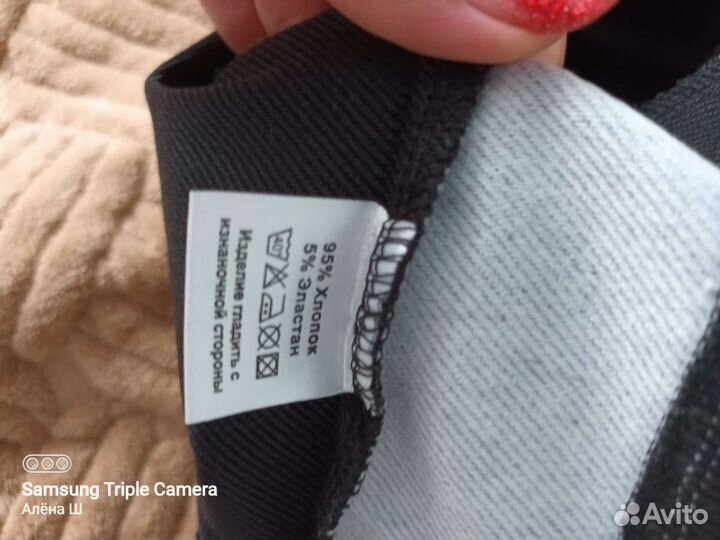 95% Хлопок
5% Эластан
40°
Изделие гладить с
изнаночной стороны
Samsung Triple Camera
Алёна Ш
Avito